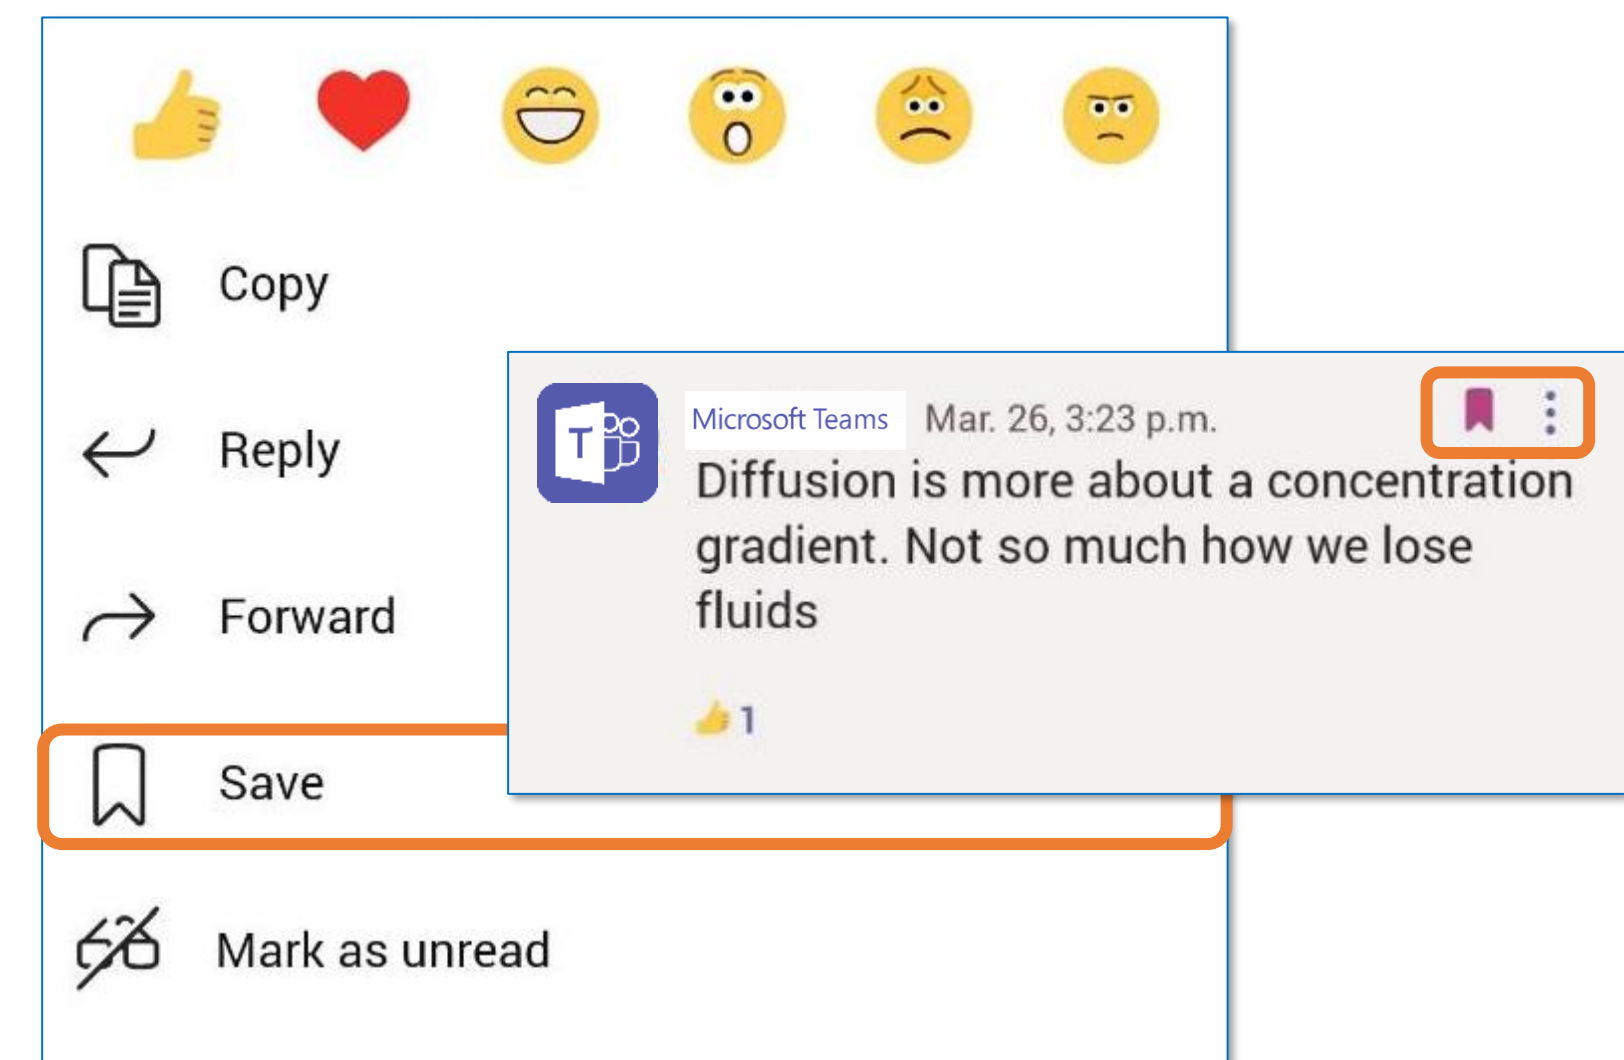 Copy
Reply
Forward
Save
Mark as unread
T
Microsoft Teams Mar. 26, 3:23 p.m.
Diffusion is more about a concentration
gradient. Not so much how we lose
fluids
1